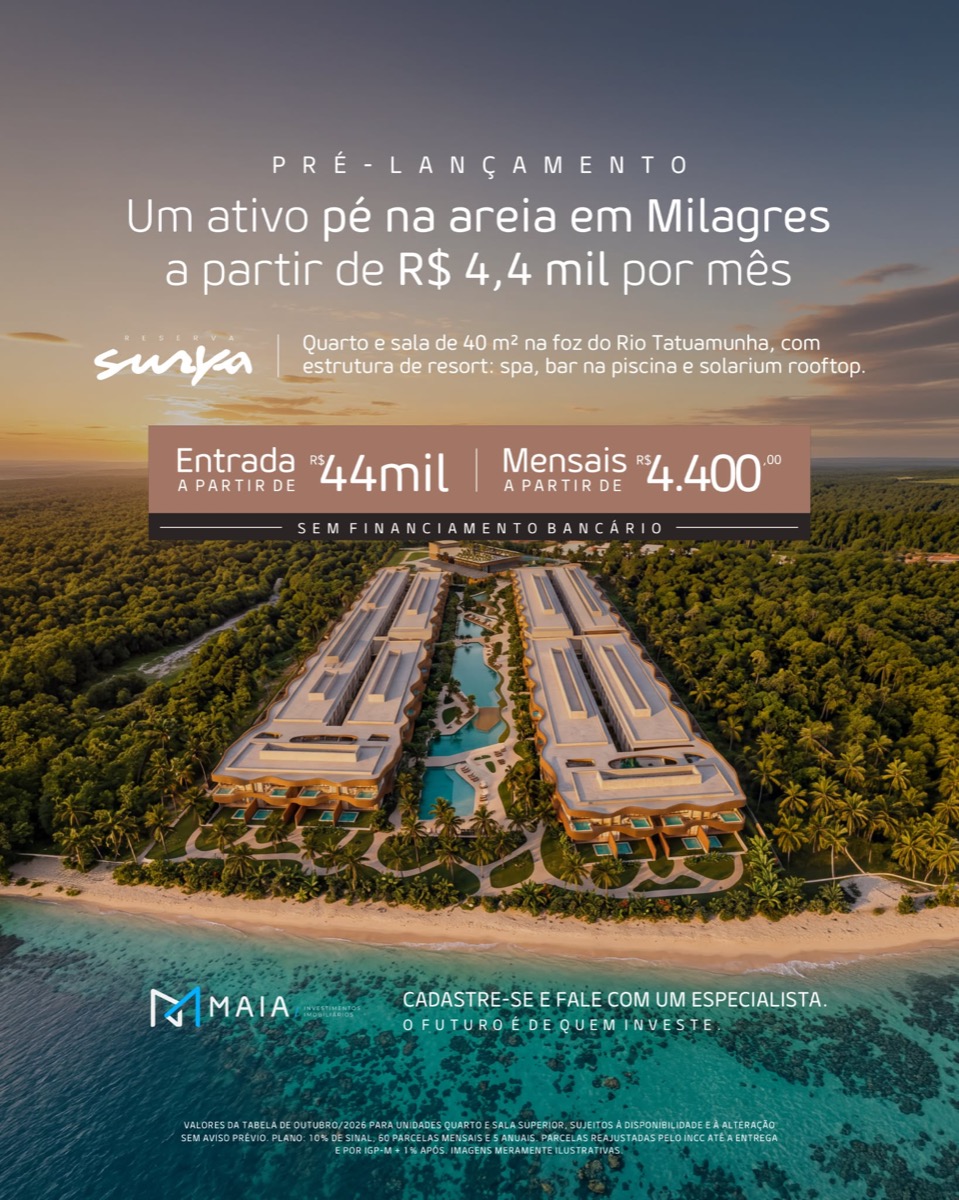 PRÉ-LANÇAMENTO
Um ativo pé na areia em Milagres
a partir de R$ 4,4 mil por mês
RESERVA
surya
Quarto e sala de 40 m² na foz do Rio Tatuamunha, com
estrutura de resort: spa, bar na piscina e solarium rooftop.
Entrada
A PARTIR DE
R$44mil
Mensais
A PARTIR DE
R$4.400,00
SEM FINANCIAMENTO BANCÁRIO
MAIA
INVESTIMENTOS
IMOBILIÁRIOS
CADASTRE-SE E FALE COM UM ESPECIALISTA.
O FUTURO É DE QUEM INVESTE.
VALORES DA TABELA DE OUTUBRO/2026 PARA UNIDADES QUARTO E SALA SUPERIOR, SUJEITOS À DISPONIBILIDADE E À ALTERAÇÃO
SEM AVISO PRÉVIO. PLANO: 10% DE SINAL, 60 PARCELAS MENSAIS E 5 ANUAIS. PARCELAS REAJUSTADAS PELO INCC ATÉ A ENTREGA
E POR IGP-M + 1% APÓS. IMAGENS MERAMENTE ILUSTRATIVAS.